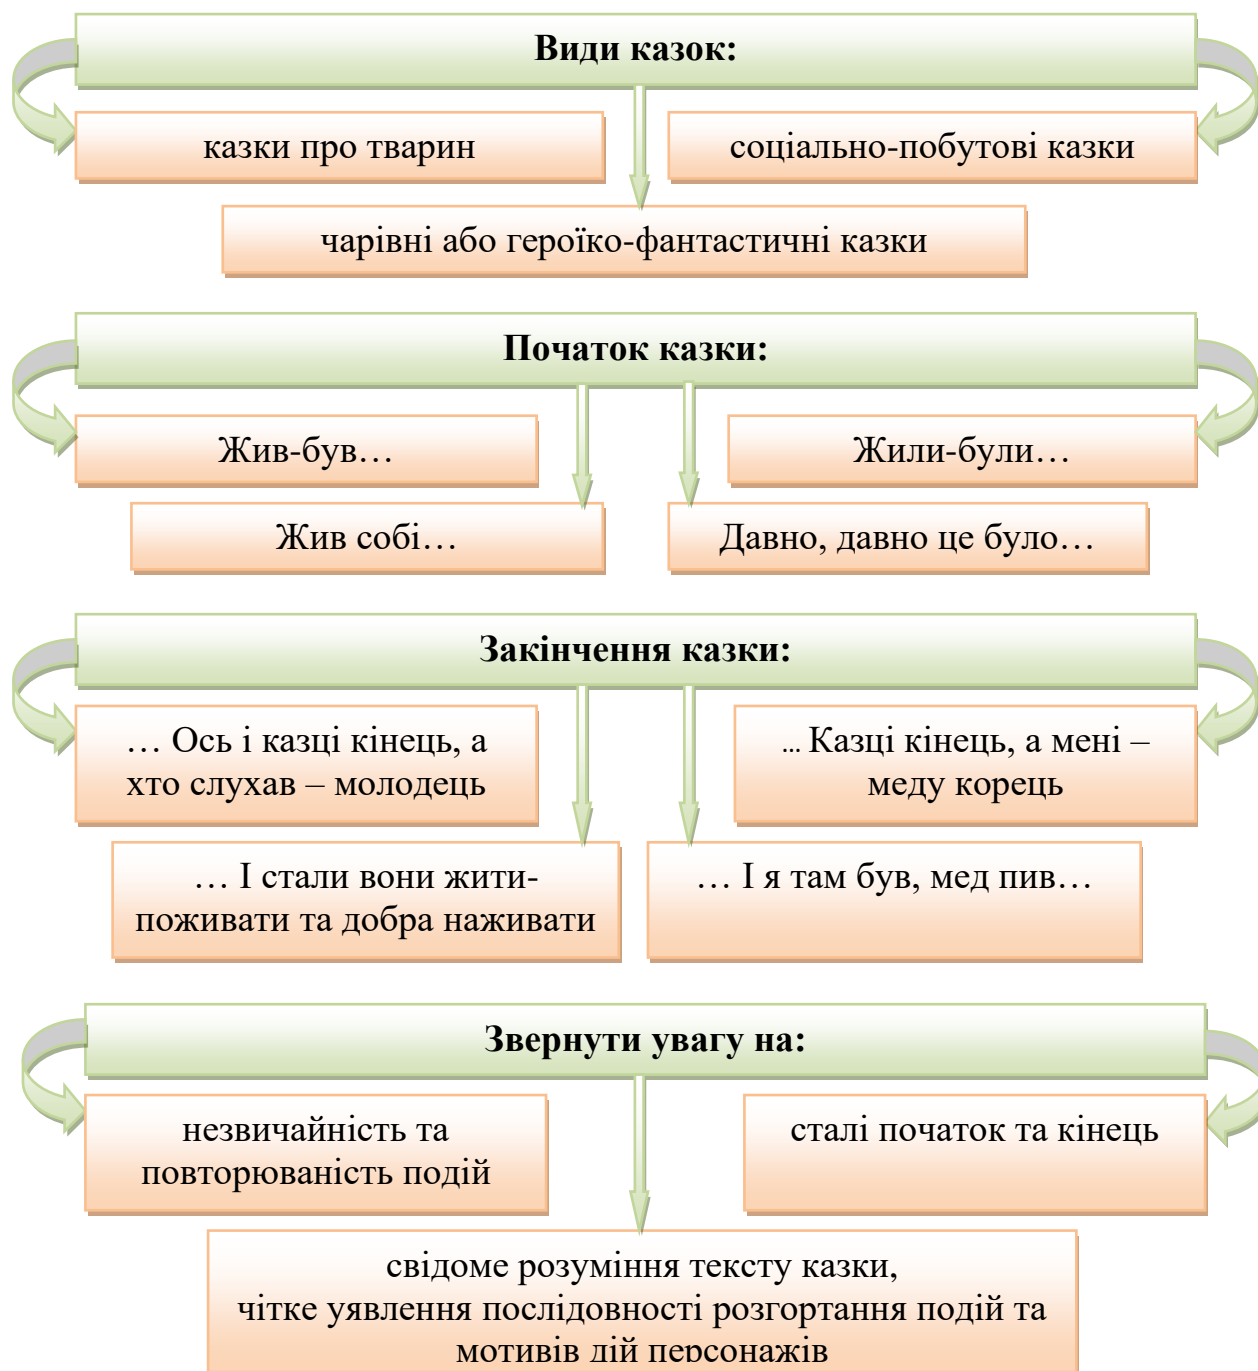 Види казок:
казки про тварин
соціально-побутові казки
чарівні або героїко-фантастичні казки
Початок казки:
Жив-був…
Жили-були…
Жив собі…
Давно, давно це було…
Закінчення казки:
… Ось і казці кінець, а
хто слухав – молодець
... Казці кінець, а мені –
меду корець
… І стали вони жити-
поживати та добра наживати
… І я там був, мед пив…
Звернути увагу на:
незвичайність та
повторюваність подій
сталі початок та кінець
свідоме розуміння тексту казки,
чітке уявлення послідовності розгортання подій та
мотивів дій персонажів